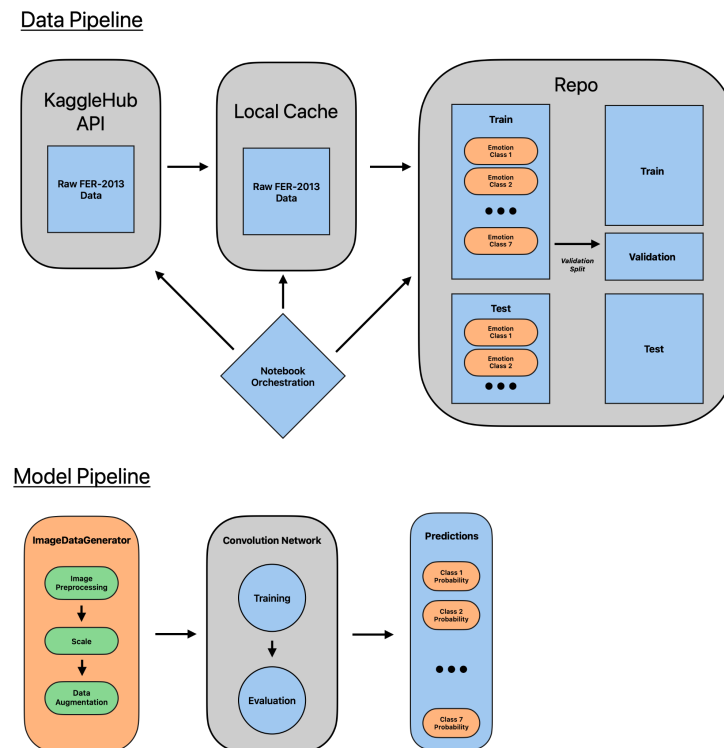 Data Pipeline
KaggleHub
API
Raw FER-2013
Data
Local Cache
Raw FER-2013
Data
Repo
Train
Emotion
Class 1
Emotion
Class 2
Emotion
Class 7
Validation
Split
Train
Validation
Test
Emotion
Class 1
Emotion
Class 2
Test
Notebook
Orchestration
Model Pipeline
ImageDataGenerator
Image
Preprocessing
Scale
Data
Augmentation
Convolution Network
Training
Evaluation
Predictions
Class 1
Probability
Class 2
Probability
Class 7
Probability